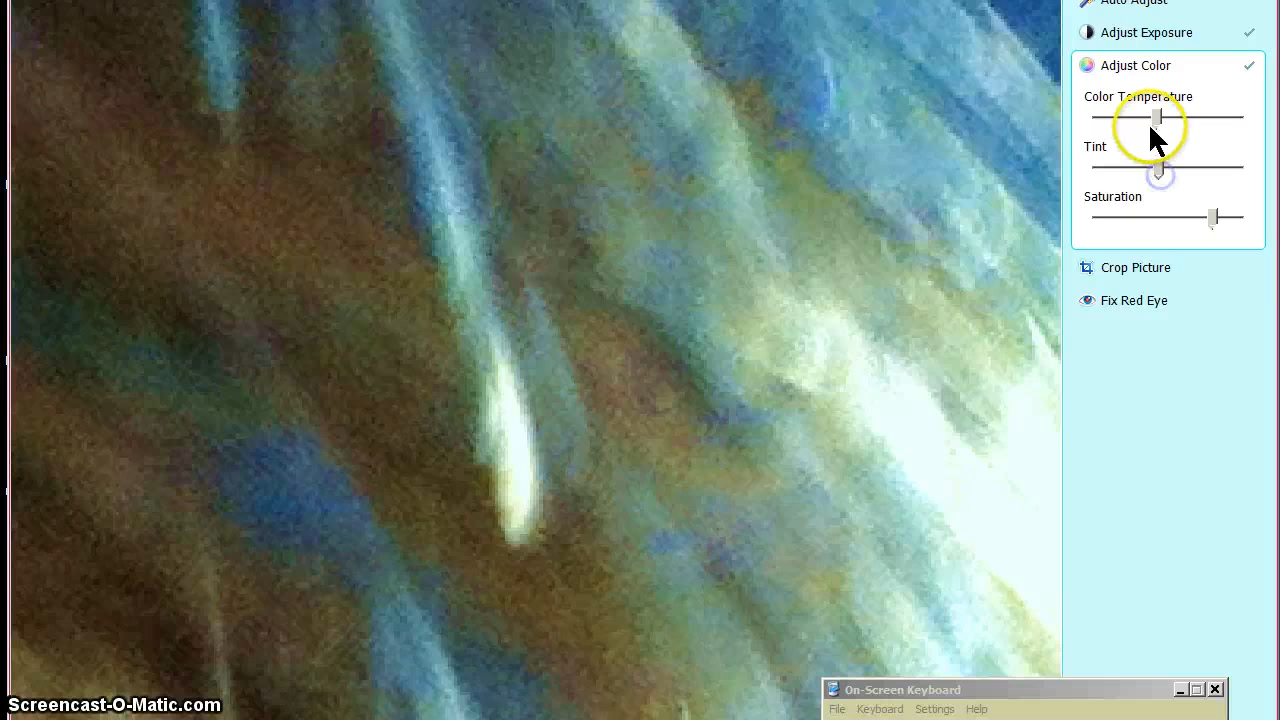 Auto Adjust
Adjust Exposure
Adjust Color
Color Temperature
Tint
Saturation
Crop Picture
Fix Red Eye
On-Screen Keyboard
File Keyboard Settings Help
Screencast-O-Matic.com